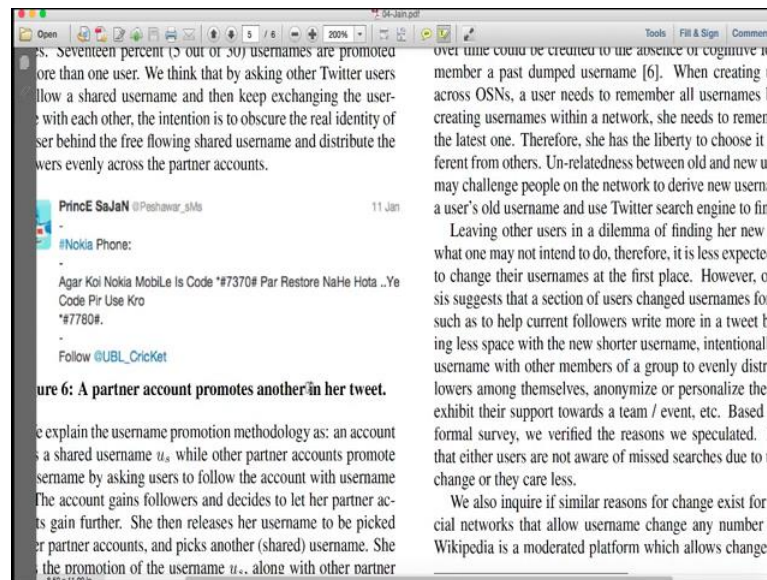 04-Jain.pdf
Open
5 / 6
200%
Tools Fill & Sign Commen
es. Seventeen percent (5 out of 30) usernames are promoted
ore than one user. We think that by asking other Twitter users
llow a shared username and then keep exchanging the user-
with each other, the intention is to obscure the real identity of
ser behind the free flowing shared username and distribute the
wers evenly across the partner accounts.
PrincE SaJaN @Peshawar_sMs 11 Jan
-
#Nokia Phone:
-
Agar Koi Nokia MobiLe Is Code *#7370# Par Restore NaHe Hota ..Ye
Code Pir Use Kro
*#7780#.
-
Follow @UBL_CricKet
ure 6: A partner account promotes another in her tweet.
e explain the username promotion methodology as: an account
s a shared username us while other partner accounts promote
sername by asking users to follow the account with username
The account gains followers and decides to let her partner ac-
ts gain further. She then releases her username to be picked
er partner accounts, and picks another (shared) username. She
s the promotion of the username us, along with other partner
over time could be credited to the absence of cognitive
member a past dumped username [6]. When creating
across OSNs, a user needs to remember all usernames
creating usernames within a network, she needs to remem
the latest one. Therefore, she has the liberty to choose it
ferent from others. Un-relatedness between old and new u
may challenge people on the network to derive new usern
a user's old username and use Twitter search engine to fin
Leaving other users in a dilemma of finding her new
what one may not intend to do, therefore, it is less expected
to change their usernames at the first place. However, o
sis suggests that a section of users changed usernames for
such as to help current followers write more in a tweet b
ing less space with the new shorter username, intentionall
username with other members of a group to evenly distr
lowers among themselves, anonymize or personalize the
exhibit their support towards a team / event, etc. Based
formal survey, we verified the reasons we speculated.
that either users are not aware of missed searches due to
change or they care less.
We also inquire if similar reasons for change exist for
cial networks that allow username change any number
Wikipedia is a moderated platform which allows change